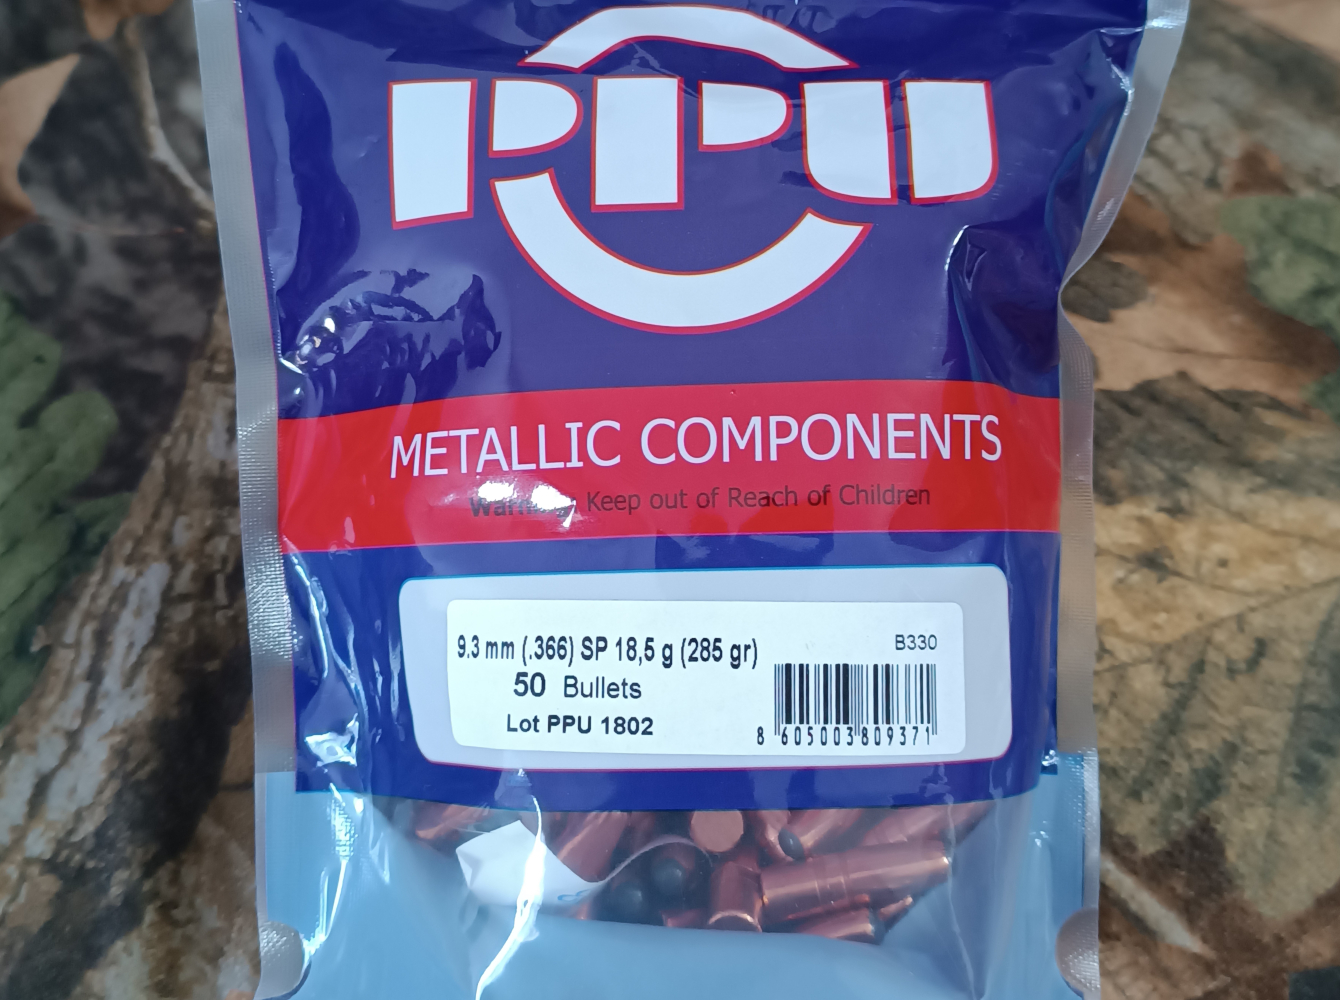 PPU
METALLIC COMPONENTS
Warning: Keep out of Reach of Children
9.3 mm (.366) SP 18,5 g (285 gr)
B330
50 Bullets
Lot PPU 1802
8 605003 809371